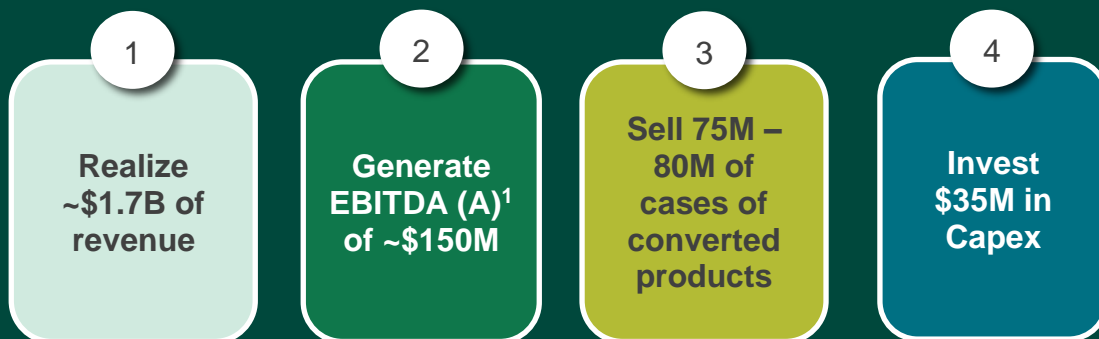 1
Realize
~$1.7B of
revenue
2
Generate
EBITDA (A)¹
of ~$150M
3
Sell 75M –
80M of
cases of
converted
products
4
Invest
$35M in
Capex